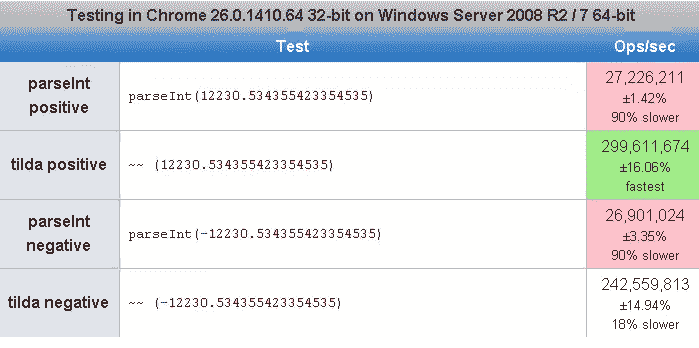 Testing in Chrome 26.0.1410.64 32-bit on Windows Server 2008 R2 / 7 64-bit
Test Ops/sec
parseInt positive parseInt(12230.534355423354535) 27,226,211 ±1.42% 90% slower
tilda positive ~~ (12230.534355423354535) 299,611,674 ±16.06% fastest
parseInt negative parseInt(-12230.534355423354535) 26,901,024 ±3.35% 90% slower
tilda negative ~~ (-12230.534355423354535) 242,559,813 ±14.94% 18% slower